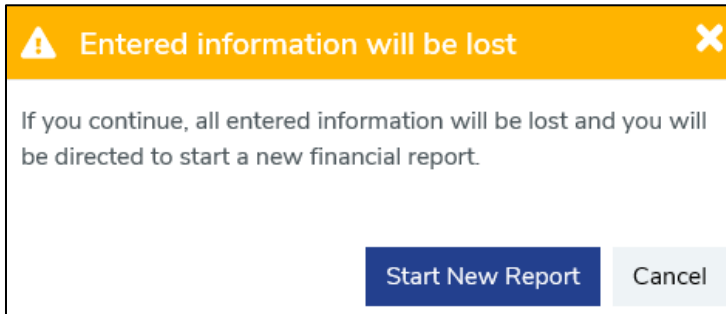 Entered information will be lost
If you continue, all entered information will be lost and you will
be directed to start a new financial report.
Start New Report Cancel